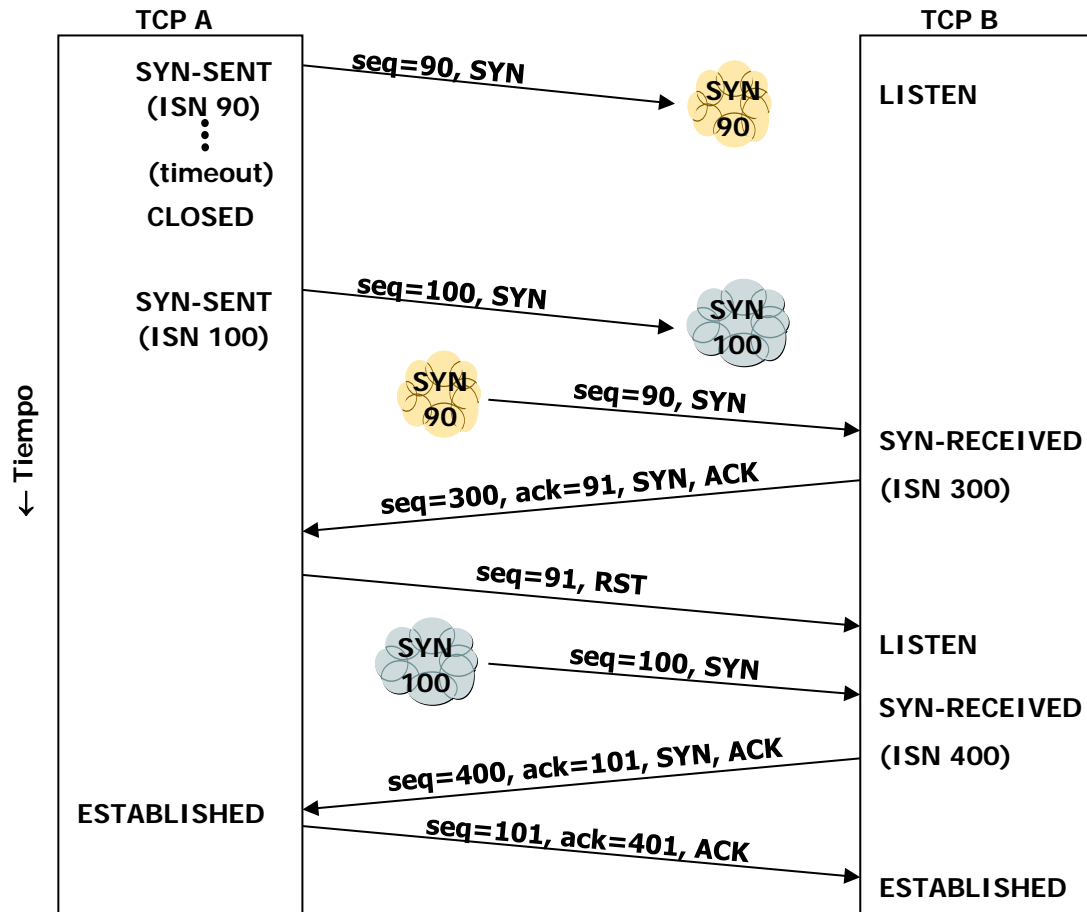 TCP A
TCP B
SYN-SENT
(ISN 90)
(timeout)
CLOSED
seq=90, SYN
SYN
90
LISTEN
SYN-SENT
(ISN 100)
seq=100, SYN
SYN
100
← Tiempo
SYN
90
seq=90, SYN
SYN-RECEIVED
(ISN 300)
seq=300, ack=91, SYN, ACK
seq=91, RST
LISTEN
SYN
100
seq=100, SYN
SYN-RECEIVED
(ISN 400)
seq=400, ack=101, SYN, ACK
ESTABLISHED
seq=101, ack=401, ACK
ESTABLISHED